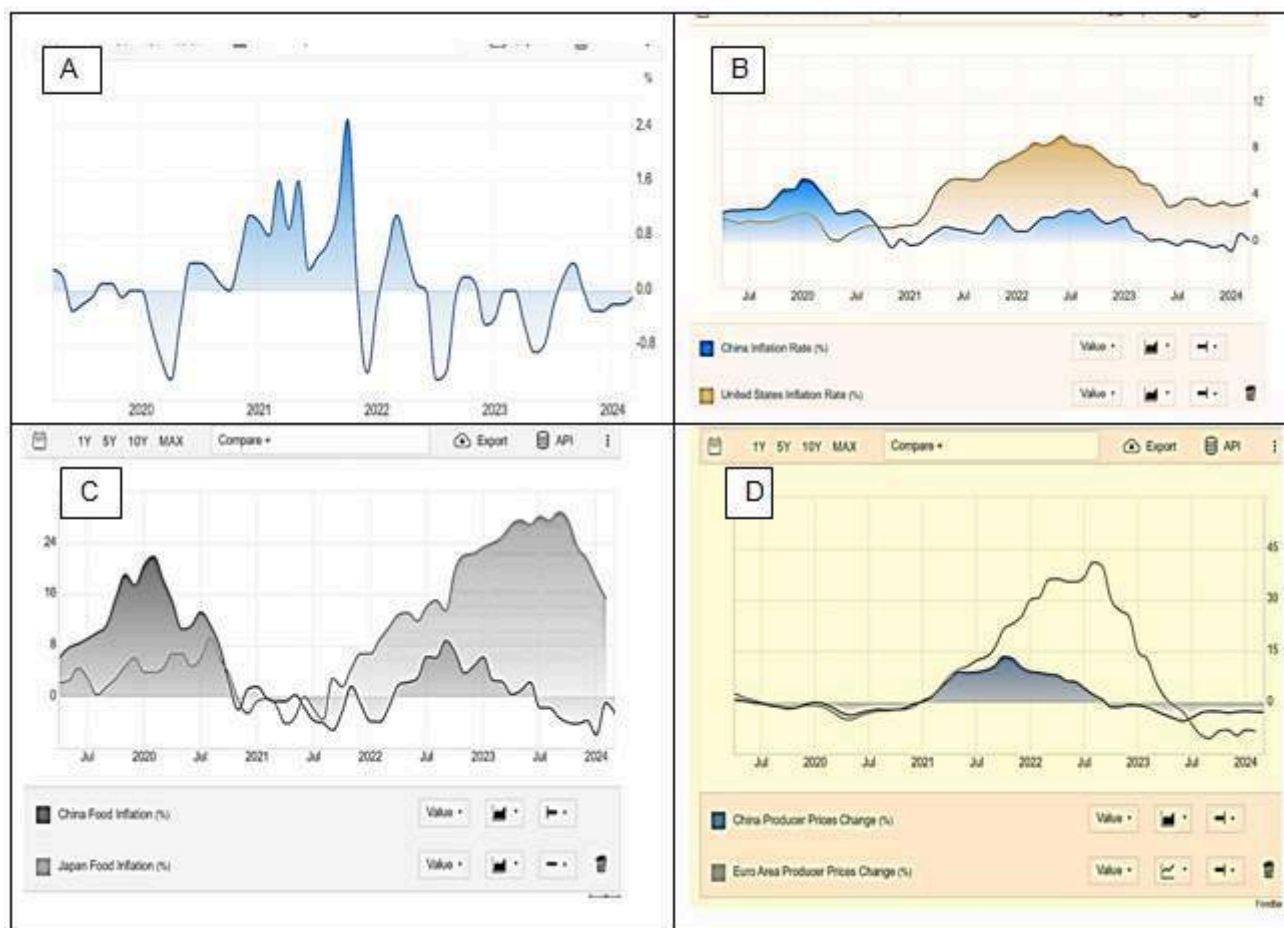 A
%
2.4
1.6
0.8
0.0
-0.8
2020 2021 2022 2023 2024
B
12
8
4
0
Jul 2020 Jul 2021 Jul 2022 Jul 2023 Jul 2024
China Inflation Rate (%) Value
United States Inflation Rate (%) Value
1Y 5Y 10Y MAX Compare + Export API
C
24
16
8
0
Jul 2020 Jul 2021 Jul 2022 Jul 2023 Jul 2024
China Food Inflation (%) Value
Japan Food Inflation (%) Value
1Y 5Y 10Y MAX Compare + Export API
D
45
30
15
0
Jul 2020 Jul 2021 Jul 2022 Jul 2023 Jul 2024
China Producer Prices Change (%) Value
Euro Area Producer Prices Change (%) Value